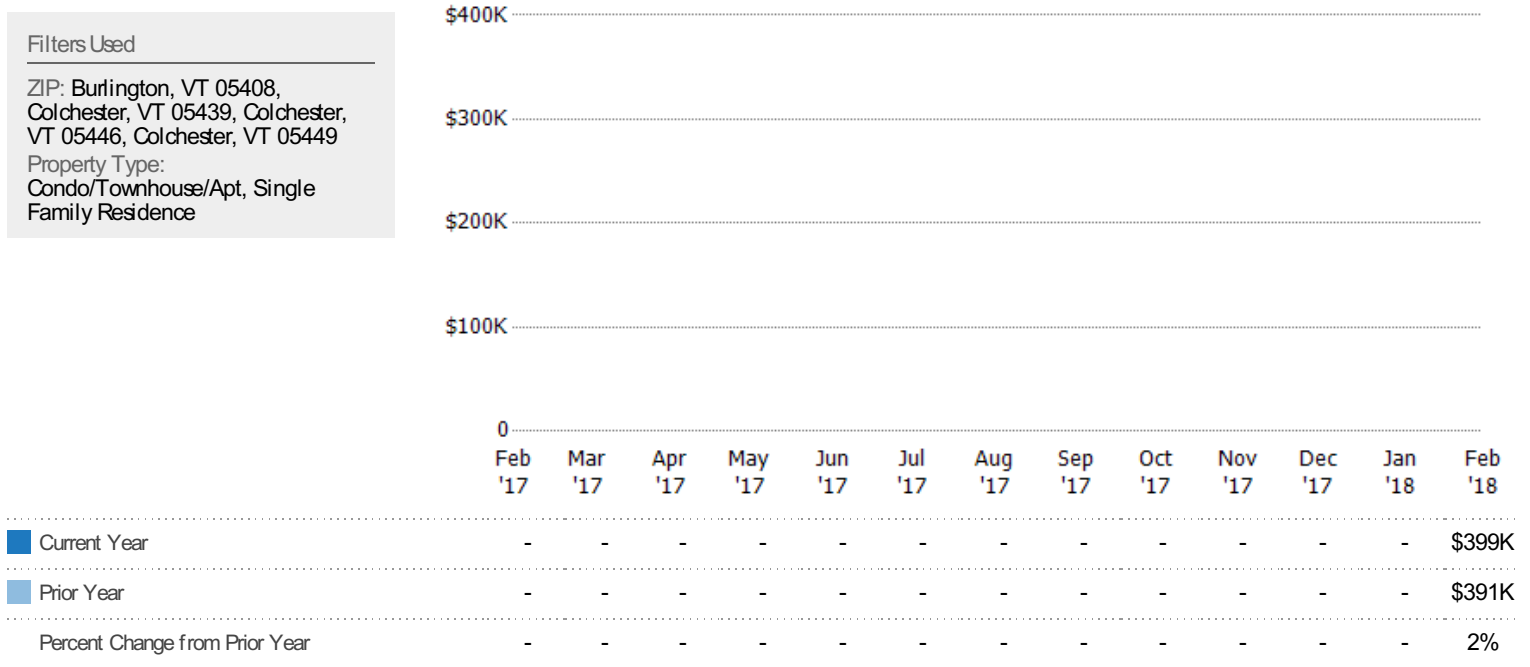 Filters Used
ZIP: Burlington, VT 05408,
Colchester, VT 05439, Colchester,
VT 05446, Colchester, VT 05449
Property Type:
Condo/Townhouse/Apt, Single
Family Residence
$400K
$300K
$200K
$100K
0
Feb Mar Apr May Jun Jul Aug Sep Oct Nov Dec Jan Feb
'17 '17 '17 '17 '17 '17 '17 '17 '17 '17 '17 '18 '18
Current Year - - - - - - - - - - - - $399K
Prior Year - - - - - - - - - - - - $391K
Percent Change from Prior Year - - - - - - - - - - - - 2%